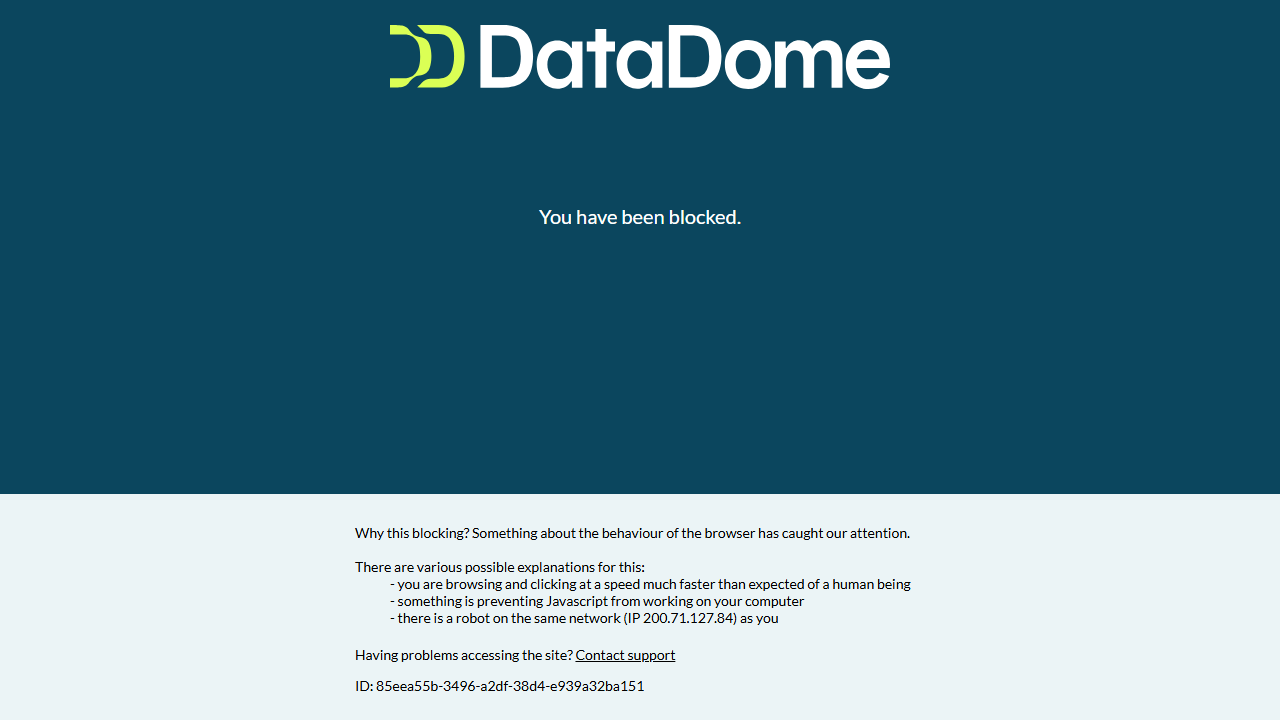 DataDome
You have been blocked.
Why this blocking? Something about the behaviour of the browser has caught our attention.
There are various possible explanations for this:
- you are browsing and clicking at a speed much faster than expected of a human being
- something is preventing Javascript from working on your computer
- there is a robot on the same network (IP 200.71.127.84) as you
Having problems accessing the site? Contact support
ID: 85eea55b-3496-a2df-38d4-e939a32ba151